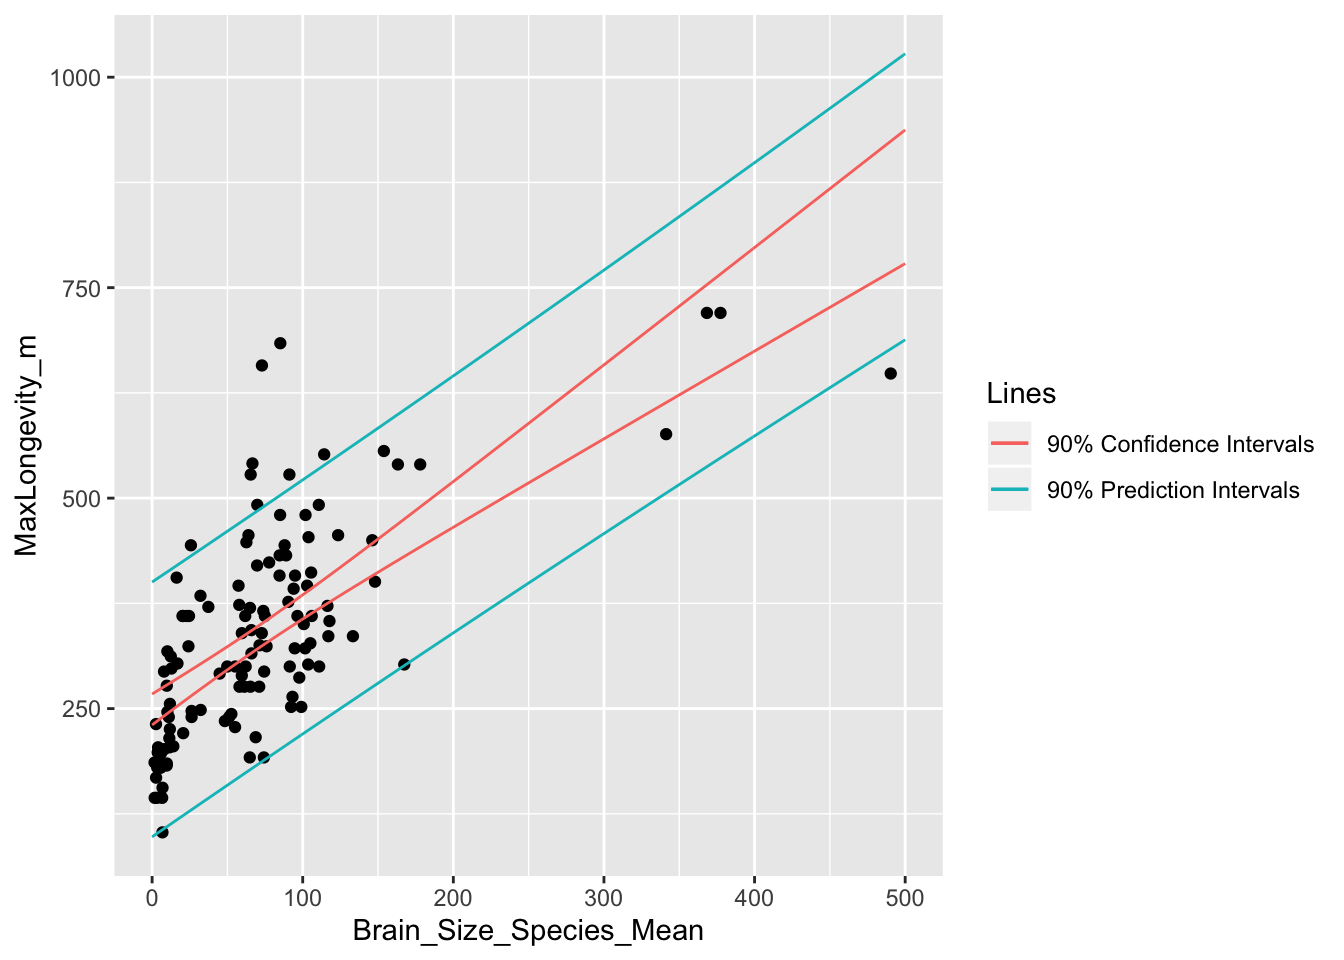 1000
750
500
250
MaxLongevity_m
0 100 200 300 400 500
Brain_Size_Species_Mean
Lines
90% Confidence Intervals
90% Prediction Intervals